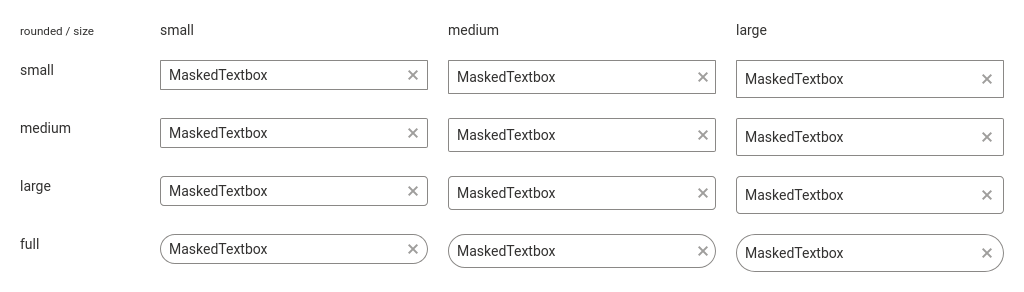 rounded / size small medium large
small MaskedTextbox MaskedTextbox MaskedTextbox
medium MaskedTextbox MaskedTextbox MaskedTextbox
large MaskedTextbox MaskedTextbox MaskedTextbox
full MaskedTextbox MaskedTextbox MaskedTextbox